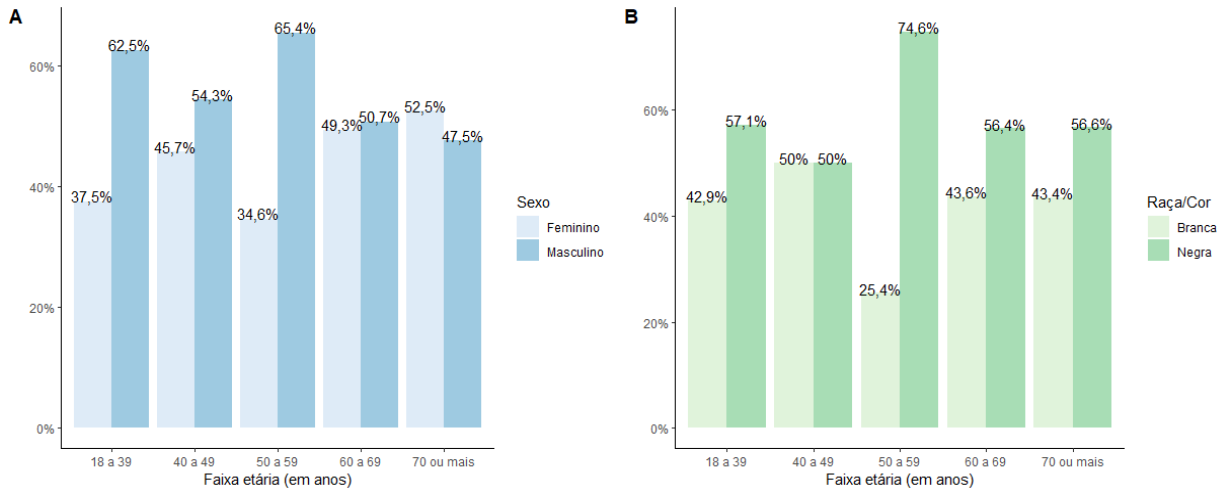 A
62,5%
54,3%
65,4%
37,5%
45,7%
34,6%
49,3%
50,7%
52,5%
47,5%
60%
40%
20%
0%
18 a 39
40 a 49
50 a 59
60 a 69
70 ou mais
Faixa etária (em anos)
Sexo
Feminino
Masculino
B
74,6%
57,1%
50%
50%
56,4%
56,6%
42,9%
43,6%
43,4%
25,4%
60%
40%
20%
0%
18 a 39
40 a 49
50 a 59
60 a 69
70 ou mais
Faixa etária (em anos)
Raça/Cor
Branca
Negra